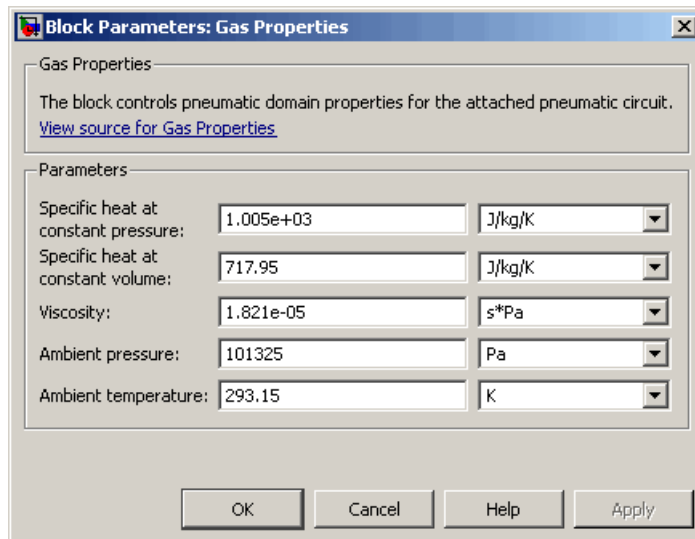 Block Parameters: Gas Properties
Gas Properties
The block controls pneumatic domain properties for the attached pneumatic circuit.
View source for Gas Properties
Parameters
Specific heat at
constant pressure:
1.005e+03
J/kg/K
Specific heat at
constant volume:
717.95
J/kg/K
Viscosity:
1.821e-05
s*Pa
Ambient pressure:
101325
Pa
Ambient temperature:
293.15
K
OK
Cancel
Help
Apply